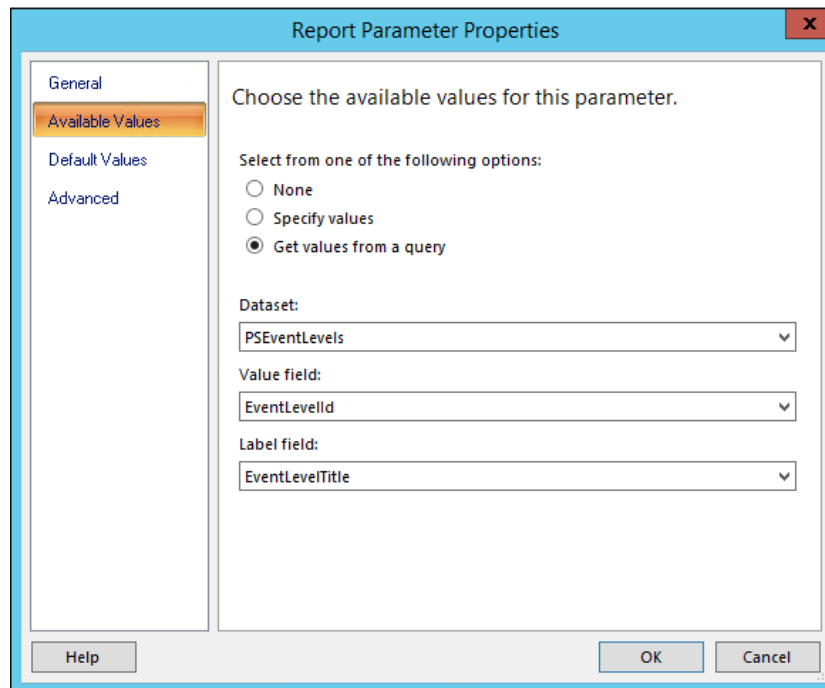 Report Parameter Properties
x
General
Available Values
Default Values
Advanced
Choose the available values for this parameter.
Select from one of the following options:
None
Specify values
Get values from a query
Dataset:
PSEventLevels
Value field:
EventLevelId
Label field:
EventLevelTitle
Help
OK
Cancel